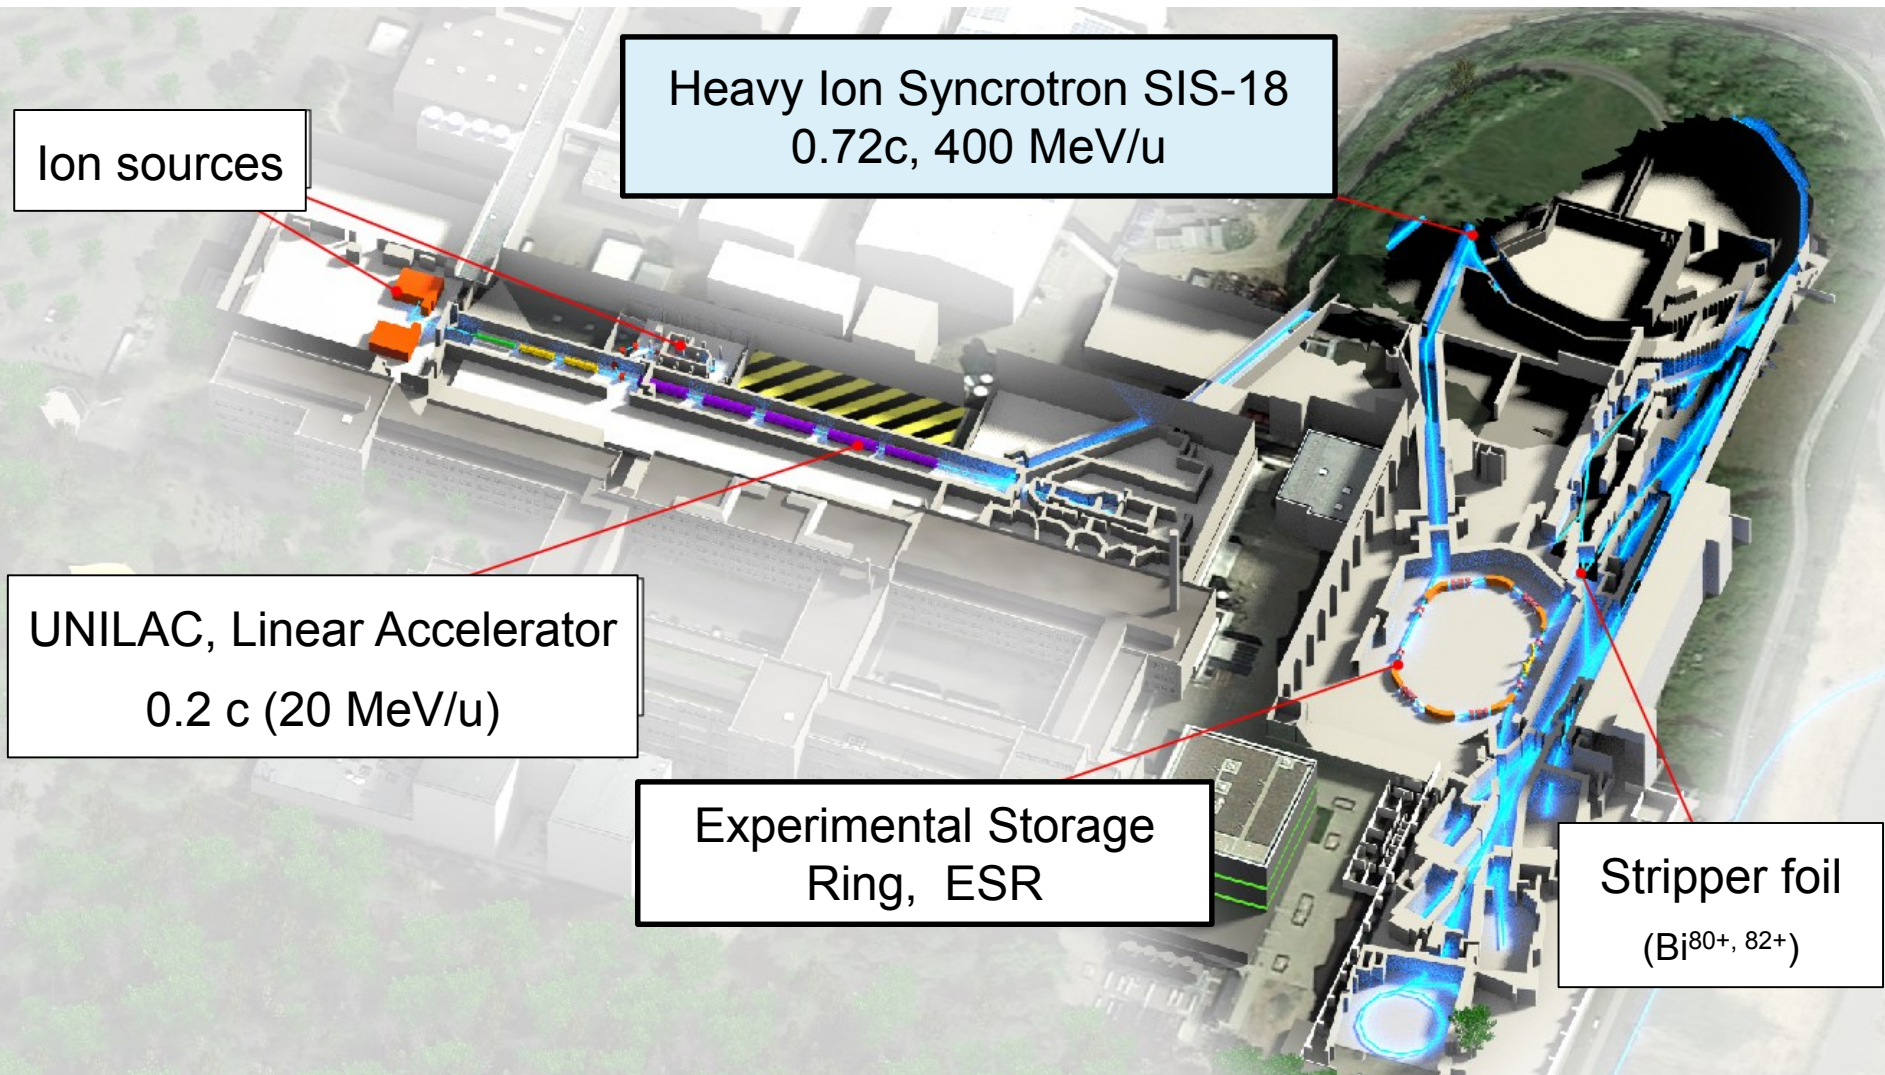 Heavy Ion Syncrotron SIS-18
0.72c, 400 MeV/u
Ion sources
UNILAC, Linear Accelerator
0.2 c (20 MeV/u)
Experimental Storage
Ring, ESR
Stripper foil
(Bi80+, 82+)